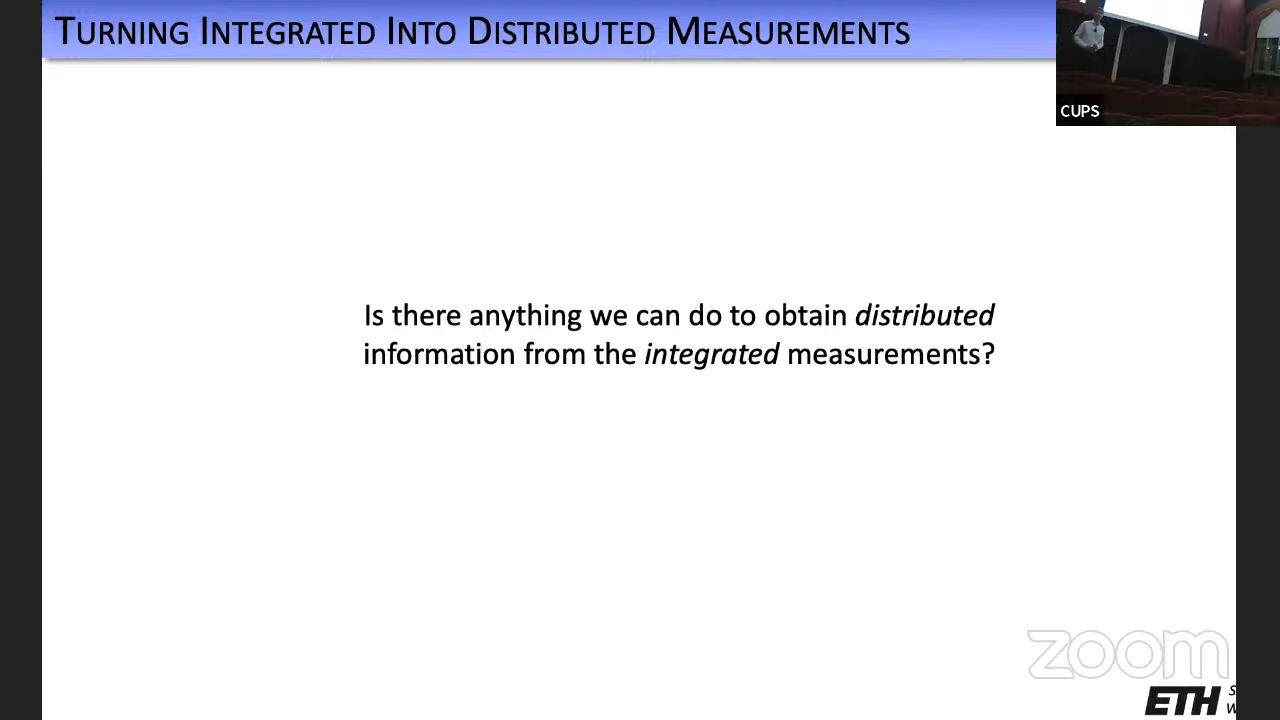 TURNING INTEGRATED INTO DISTRIBUTED MEASUREMENTS
CUPS
Is there anything we can do to obtain distributed
information from the integrated measurements?
zoom
ETH